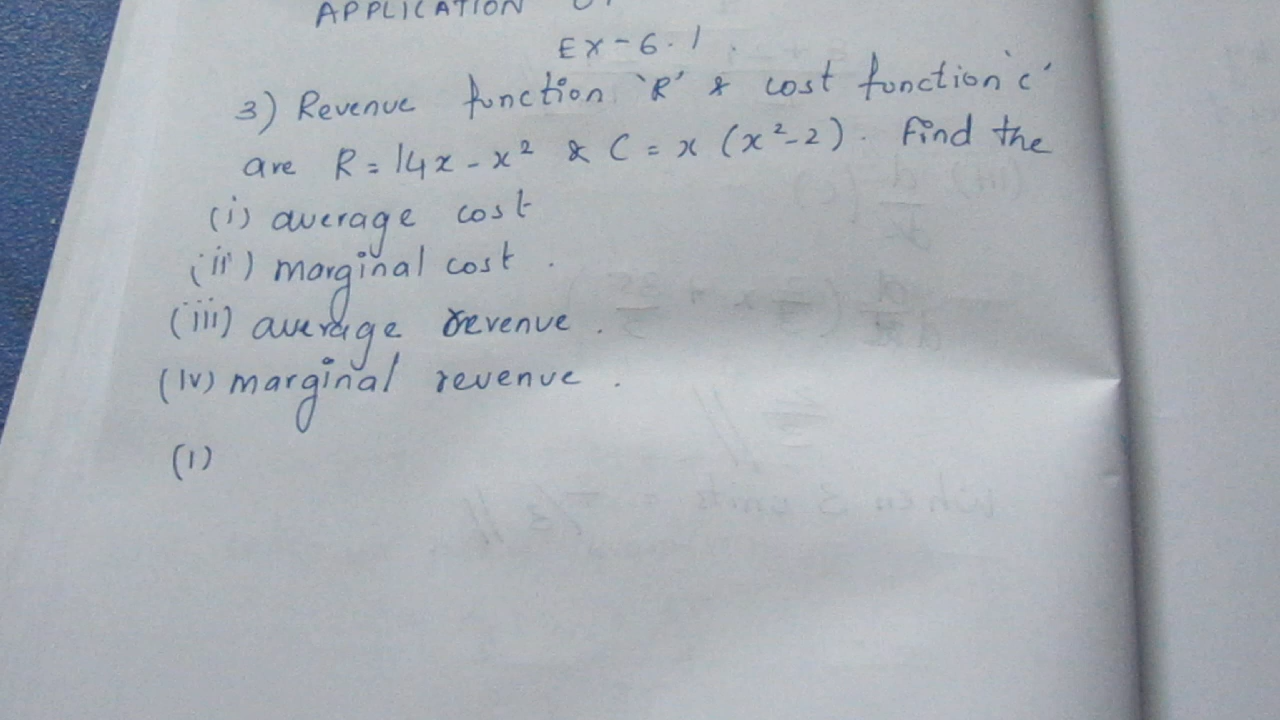 APPLICATION
EX-6.1.
3) Revenue function 'R' & cost function 'c'
are R = 14x - x² & C = x (x²-2). Find the
(i) average cost
(ii) marginal cost.
(iii) average revenue.
(iv) marginal revenue.
(i)